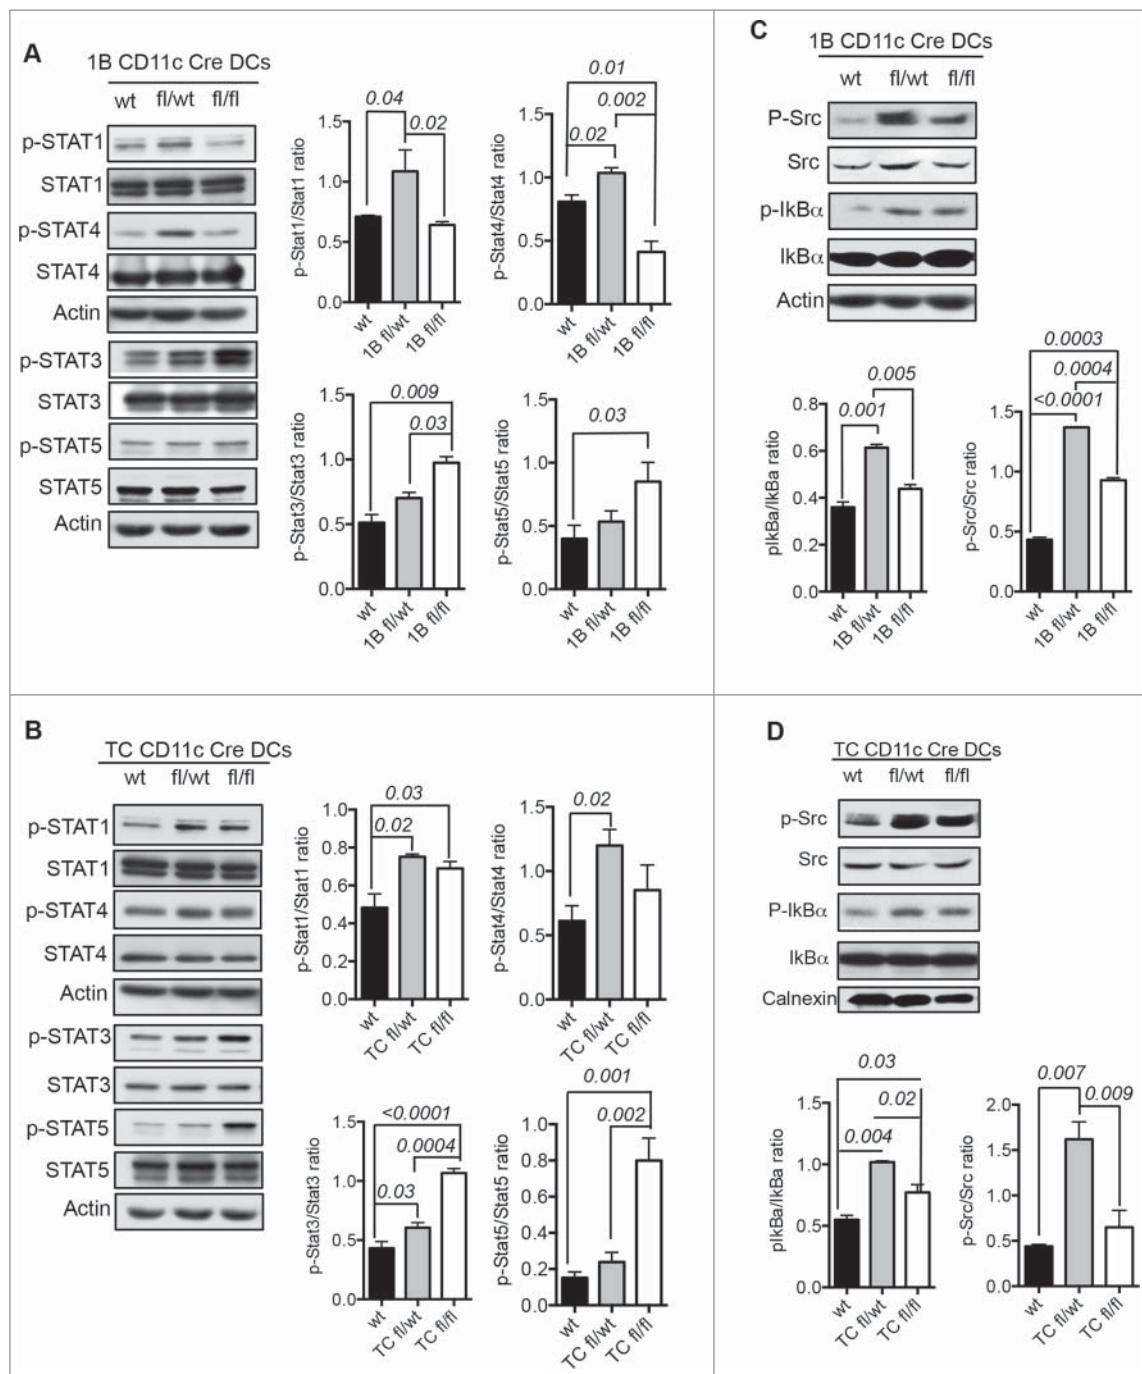 A
1B CD11c Cre DCs
wt fl/wt fl/fl
p-STAT1
STAT1
p-STAT4
STAT4
Actin
p-STAT3
STAT3
p-STAT5
STAT5
Actin
p-Stat1/Stat1 ratio
1.5
1.0
0.5
0.0
0.04
0.02
wt
1B fl/wt
1B fl/fl
p-Stat4/Stat4 ratio
1.5
1.0
0.5
0.0
0.01
0.002
0.02
wt
1B fl/wt
1B fl/fl
p-Stat3/Stat3 ratio
1.5
1.0
0.5
0.0
0.009
0.03
wt
1B fl/wt
1B fl/fl
p-Stat5/Stat5 ratio
1.5
1.0
0.5
0.0
0.03
wt
1B fl/wt
1B fl/fl
C
1B CD11c Cre DCs
wt fl/wt fl/fl
P-Src
Src
p-IkBα
IkBα
Actin
pIkBa/IkBa ratio
0.8
0.6
0.4
0.2
0.0
0.001
0.005
wt
1B fl/wt
1B fl/fl
p-Src/Src ratio
1.5
1.0
0.5
0.0
0.0003
0.0004
<0.0001
wt
1B fl/wt
1B fl/fl
B
TC CD11c Cre DCs
wt fl/wt fl/fl
p-STAT1
STAT1
p-STAT4
STAT4
Actin
p-STAT3
STAT3
p-STAT5
STAT5
Actin
p-Stat1/Stat1 ratio
1.0
0.8
0.6
0.4
0.2
0.0
0.03
0.02
wt
TC fl/wt
TC fl/fl
p-Stat4/Stat4 ratio
1.5
1.0
0.5
0.0
0.02
wt
TC fl/wt
TC fl/fl
p-Stat3/Stat3 ratio
1.5
1.0
0.5
0.0
<0.0001
0.0004
0.03
wt
TC fl/wt
TC fl/fl
p-Stat5/Stat5 ratio
1.0
0.8
0.6
0.4
0.2
0.0
0.001
0.002
wt
TC fl/wt
TC fl/fl
D
TC CD11c Cre DCs
wt fl/wt fl/fl
p-Src
Src
P-IkBα
IkBα
Calnexin
pIkBa/IkBa ratio
1.5
1.0
0.5
0.0
0.03
0.02
0.004
wt
TC fl/wt
TC fl/fl
p-Src/Src ratio
2.0
1.5
1.0
0.5
0.0
0.007
0.009
wt
TC fl/wt
TC fl/fl